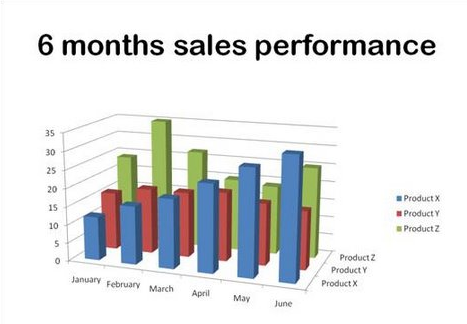 6 months sales performance
35
30
25
20
15
10
5
0
January
February
March
April
May
June
Product Z
Product Y
Product X
Product X
Product Y
Product Z